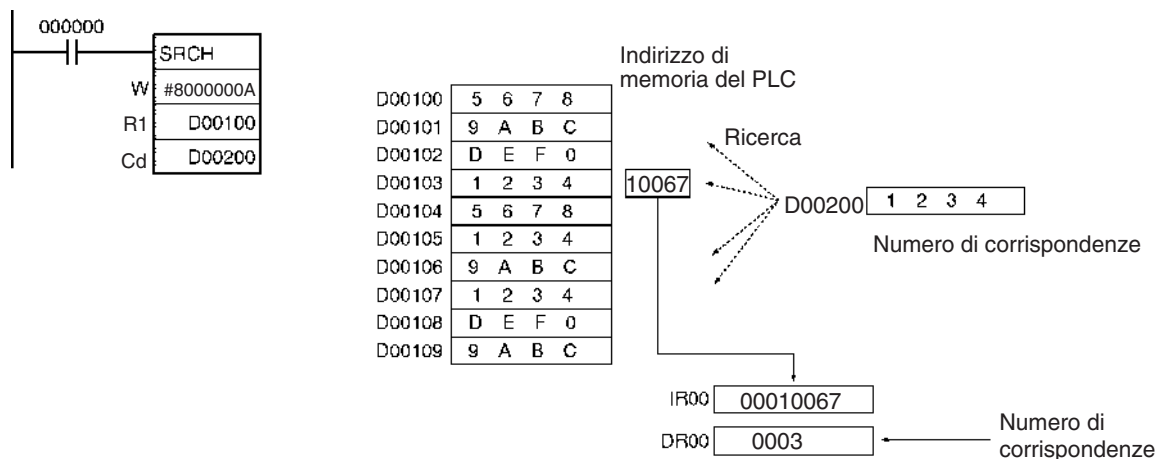 000000
SRCH
W #8000000A
R1 D00100
Cd D00200
Indirizzo di
memoria del PLC
D00100 5 6 7 8
D00101 9 A B C
D00102 D E F 0
D00103 1 2 3 4
D00104 5 6 7 8
D00105 1 2 3 4
D00106 9 A B C
D00107 1 2 3 4
D00108 D E F 0
D00109 9 A B C
10067
Ricerca
D00200 1 2 3 4
Numero di corrispondenze
IR00 00010067
DR00 0003
Numero di
corrispondenze